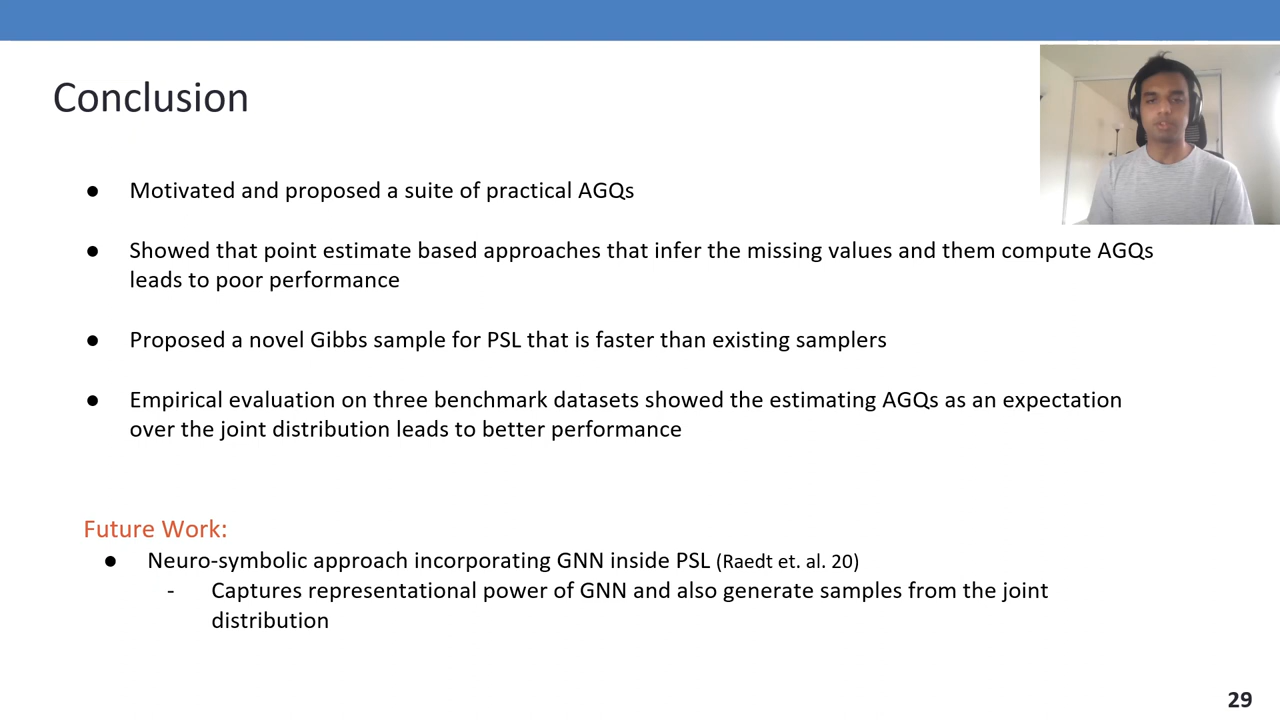 Conclusion
● Motivated and proposed a suite of practical AGQs
● Showed that point estimate based approaches that infer the missing values and them compute AGQs
leads to poor performance
● Proposed a novel Gibbs sample for PSL that is faster than existing samplers
● Empirical evaluation on three benchmark datasets showed the estimating AGQs as an expectation
over the joint distribution leads to better performance
Future Work:
● Neuro-symbolic approach incorporating GNN inside PSL (Raedt et. al. 20)
- Captures representational power of GNN and also generate samples from the joint
distribution
29